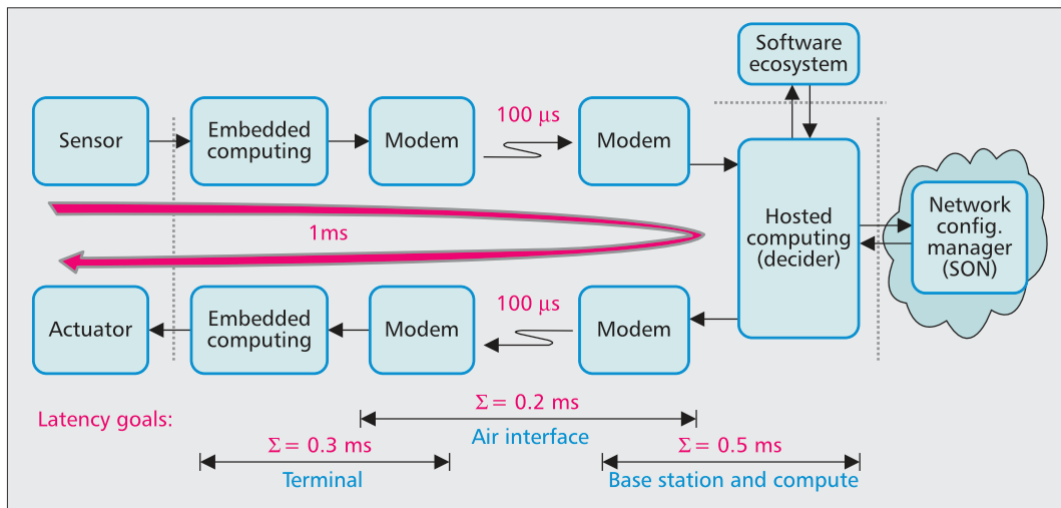 Software
ecosystem
Sensor
Embedded
computing
Modem
100 µs
Modem
Hosted
computing
(decider)
Network
config.
manager
(SON)
1ms
Actuator
Embedded
computing
Modem
100 µs
Modem
Latency goals:
Σ = 0.2 ms
Air interface
Σ = 0.3 ms
Terminal
Σ = 0.5 ms
Base station and compute